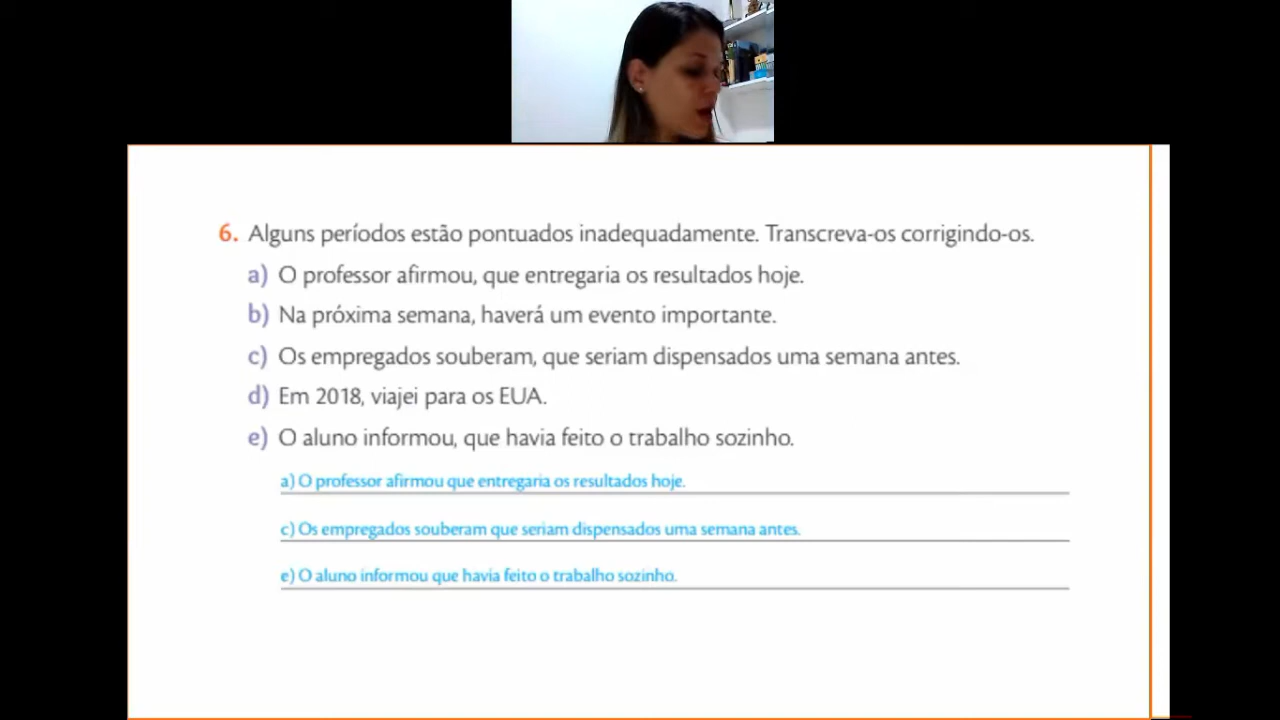 6. Alguns períodos estão pontuados inadequadamente. Transcreva-os corrigindo-os.
a) O professor afirmou, que entregaria os resultados hoje.
b) Na próxima semana, haverá um evento importante.
c) Os empregados souberam, que seriam dispensados uma semana antes.
d) Em 2018, viajei para os EUA.
e) O aluno informou, que havia feito o trabalho sozinho.
a) O professor afirmou que entregaria os resultados hoje.
c) Os empregados souberam que seriam dispensados uma semana antes.
e) O aluno informou que havia feito o trabalho sozinho.